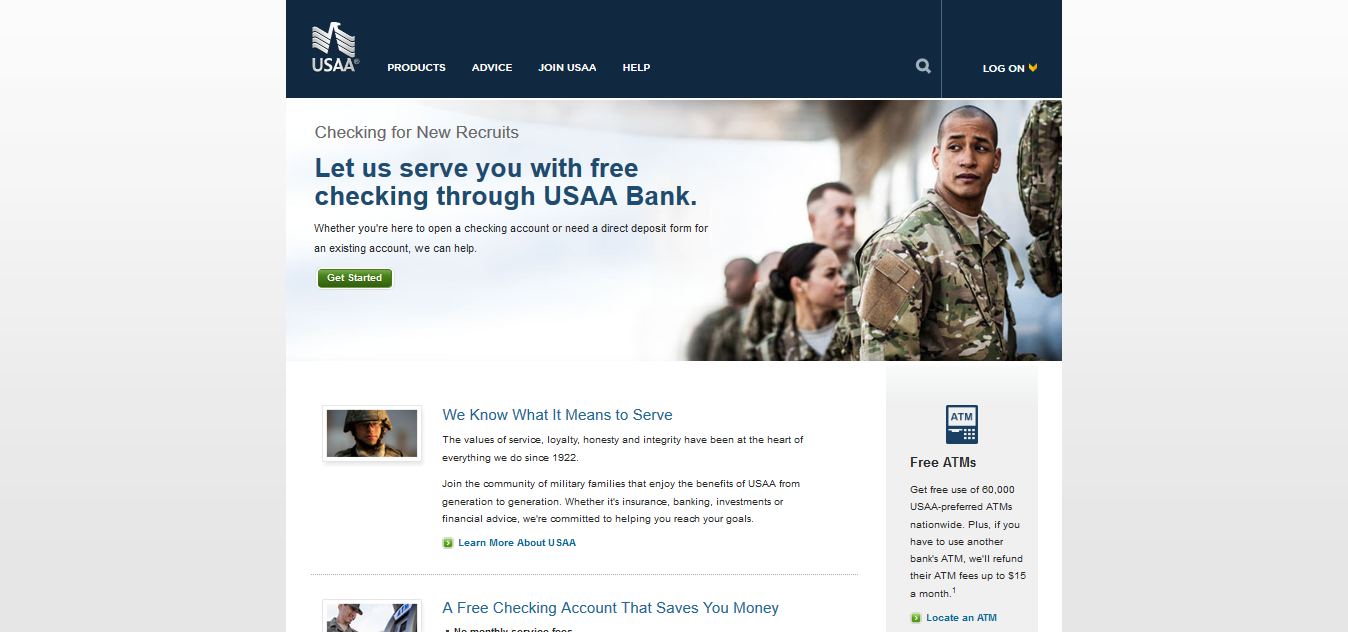 USAA®
PRODUCTS
ADVICE
JOIN USAA
HELP
LOG ON
Checking for New Recruits
Let us serve you with free
checking through USAA Bank.
Whether you're here to open a checking account or need a direct deposit form for
an existing account, we can help.
Get Started
We Know What It Means to Serve
The values of service, loyalty, honesty and integrity have been at the heart of
everything we do since 1922.
Join the community of military families that enjoy the benefits of USAA from
generation to generation. Whether it's insurance, banking, investments or
financial advice, we're committed to helping you reach your goals.
Learn More About USAA
A Free Checking Account That Saves You Money
No monthly service fees
ATM
Free ATMs
Get free use of 60,000
USAA-preferred ATMs
nationwide. Plus, if you
have to use another
bank's ATM, we'll refund
their ATM fees up to $15
a month.1
Locate an ATM